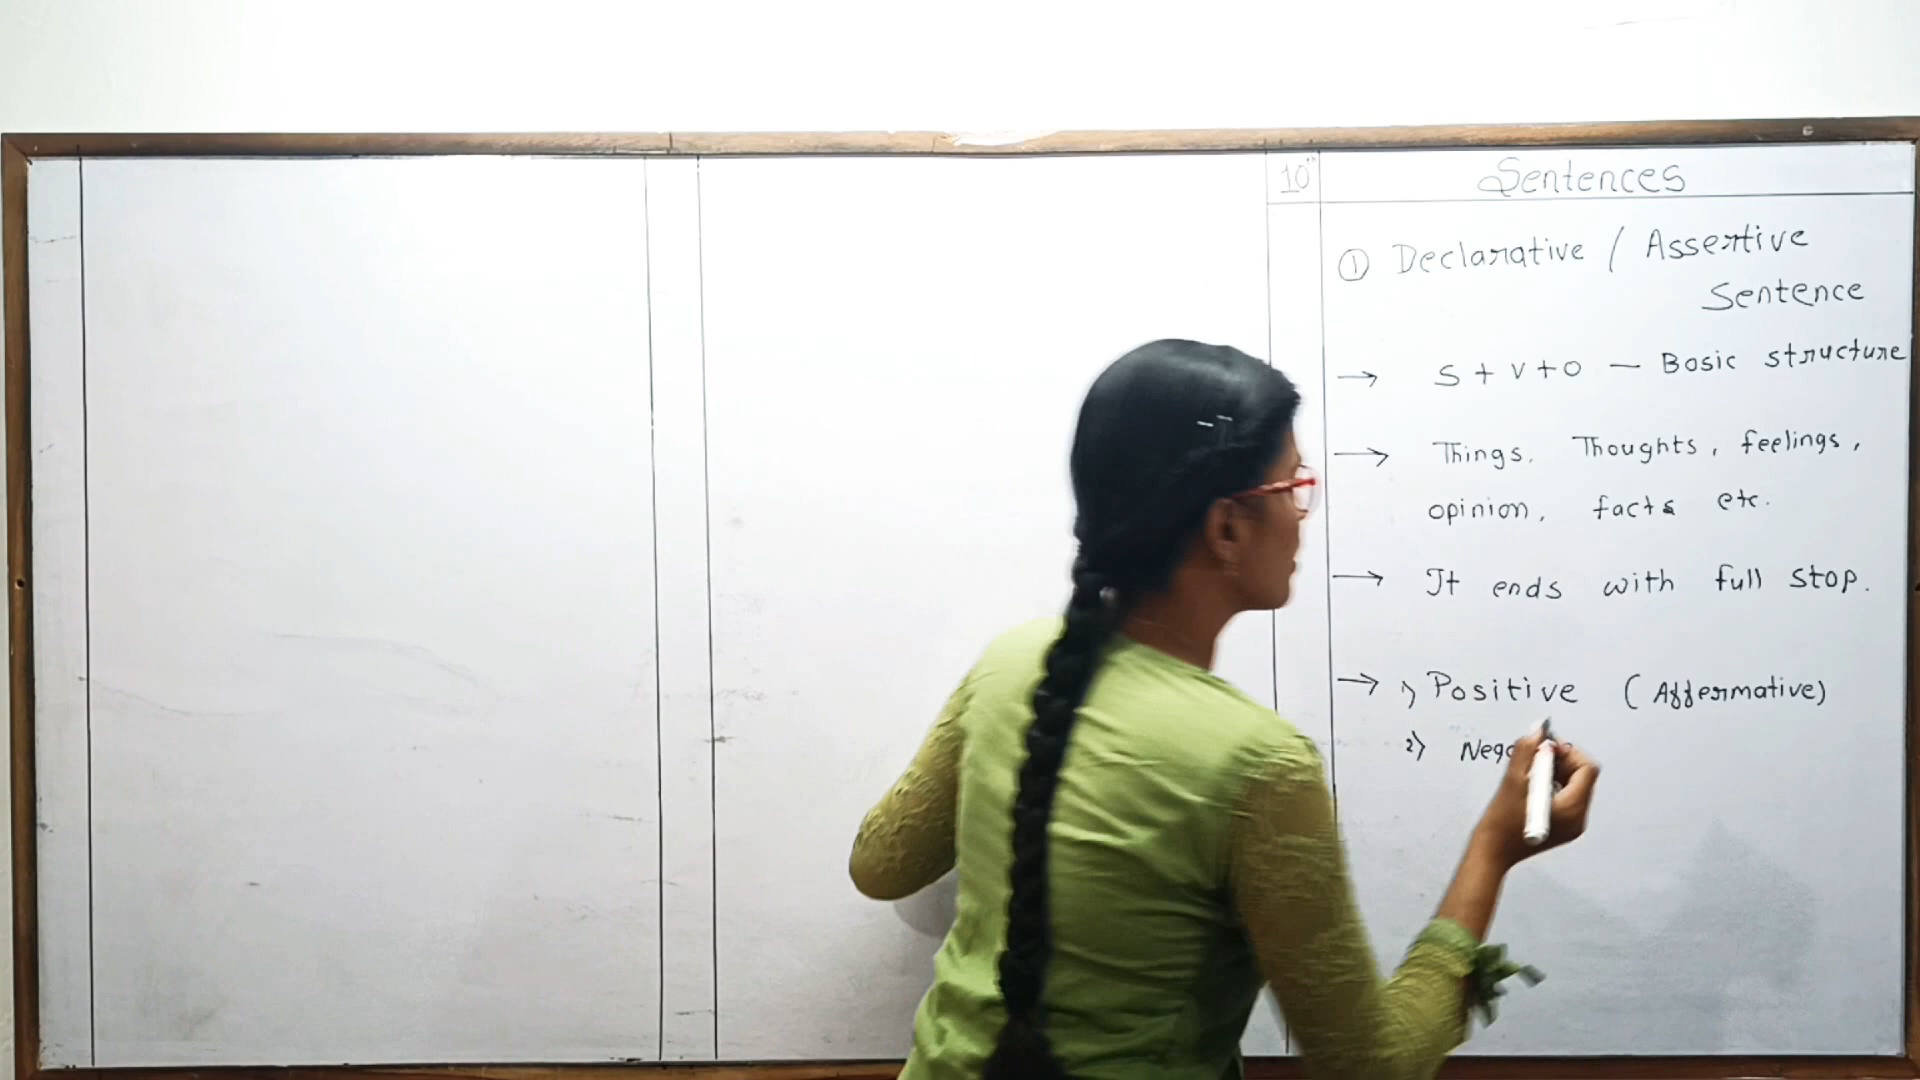 10th Sentences
① Declarative / Assertive
Sentence
→ S + V + O — Basic structure
→ Things, Thoughts, feelings,
opinion, facts etc.
→ It ends with full stop.
→ 1) Positive (Affermative)
2)